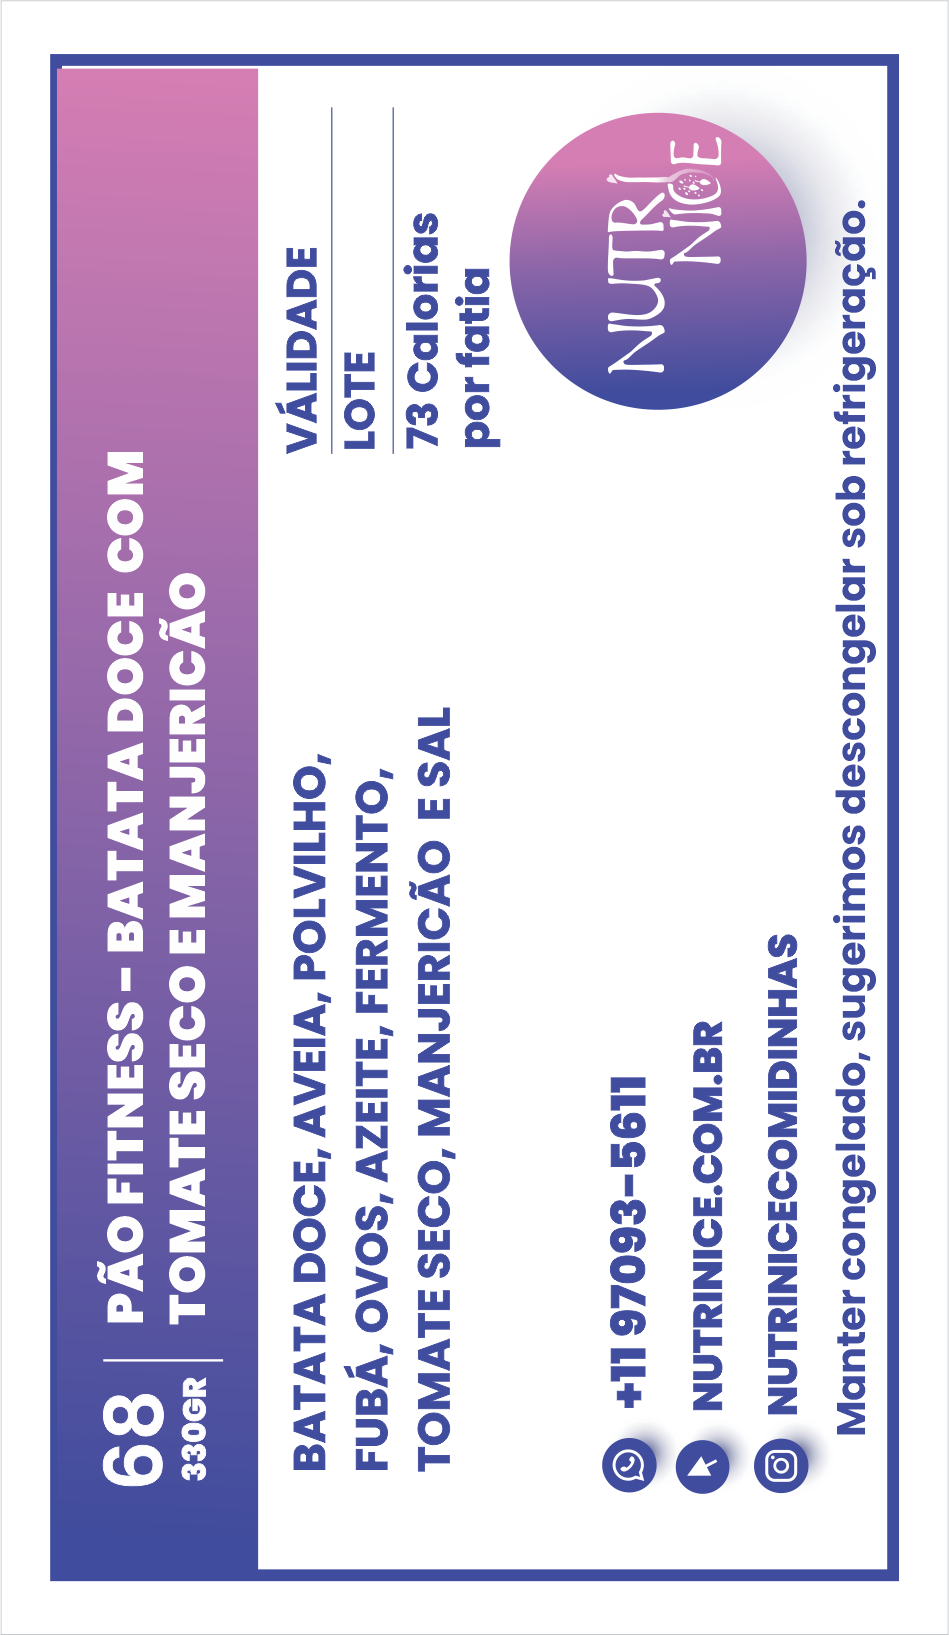 68
330GR
PÃO FITNESS - BATATA DOCE COM
TOMATE SECO E MANJERICÃO
BATATA DOCE, AVEIA, POLVILHO,
FUBÁ, OVOS, AZEITE, FERMENTO,
TOMATE SECO, MANJERICÃO E SAL
VÁLIDADE
LOTE
73 Calorias
por fatia
+11 97093-5611
NUTRINICE.COM.BR
NUTRINICECOMIDINHAS
NUTRI
NICE
Manter congelado, sugerimos descongelar sob refrigeração.